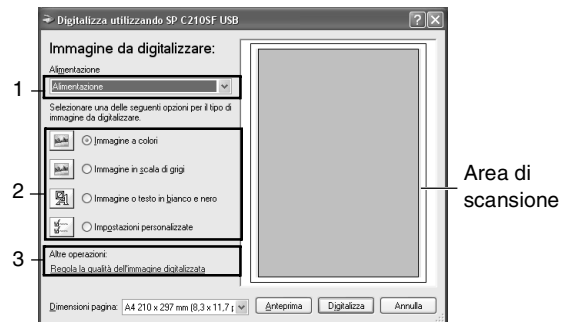 Digitalizza utilizzando SP C210SF USB
Immagine da digitalizzare:
Alimentazione
1
Alimentazione
Selezionare una delle seguenti opzioni per il tipo di
immagine da digitalizzare.
Immagine a colori
Immagine in scala di grigi
2
Immagine o testo in bianco e nero
Impostazioni personalizzate
Area di
scansione
3
Altre operazioni:
Regola la qualità dell'immagine digitalizzata
Dimensioni pagina: A4 210 x 297 mm (8,3 x 11,7 Anteprima Digitalizza Annulla